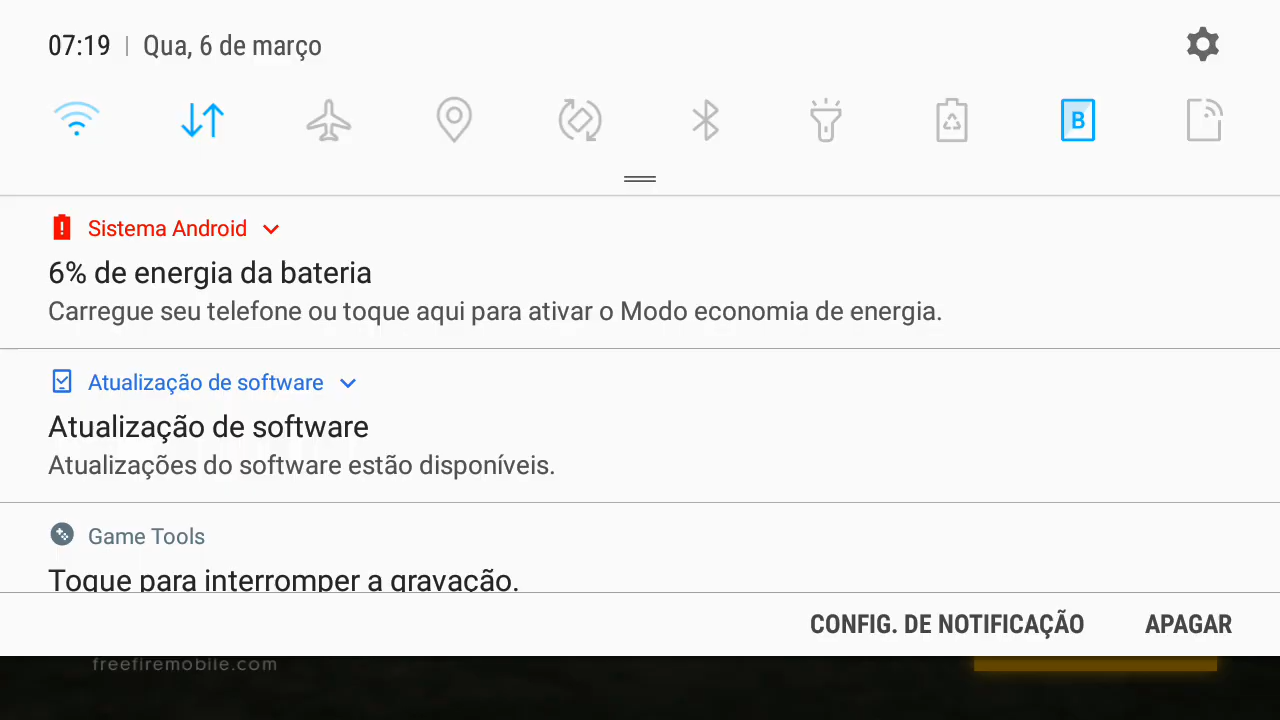 07:19 | Qua, 6 de março
B
Sistema Android
6% de energia da bateria
Carregue seu telefone ou toque aqui para ativar o Modo economia de energia.
Atualização de software
Atualização de software
Atualizações do software estão disponíveis.
Game Tools
Toque para interromper a gravação.
CONFIG. DE NOTIFICAÇÃO APAGAR
freefiremobile.com